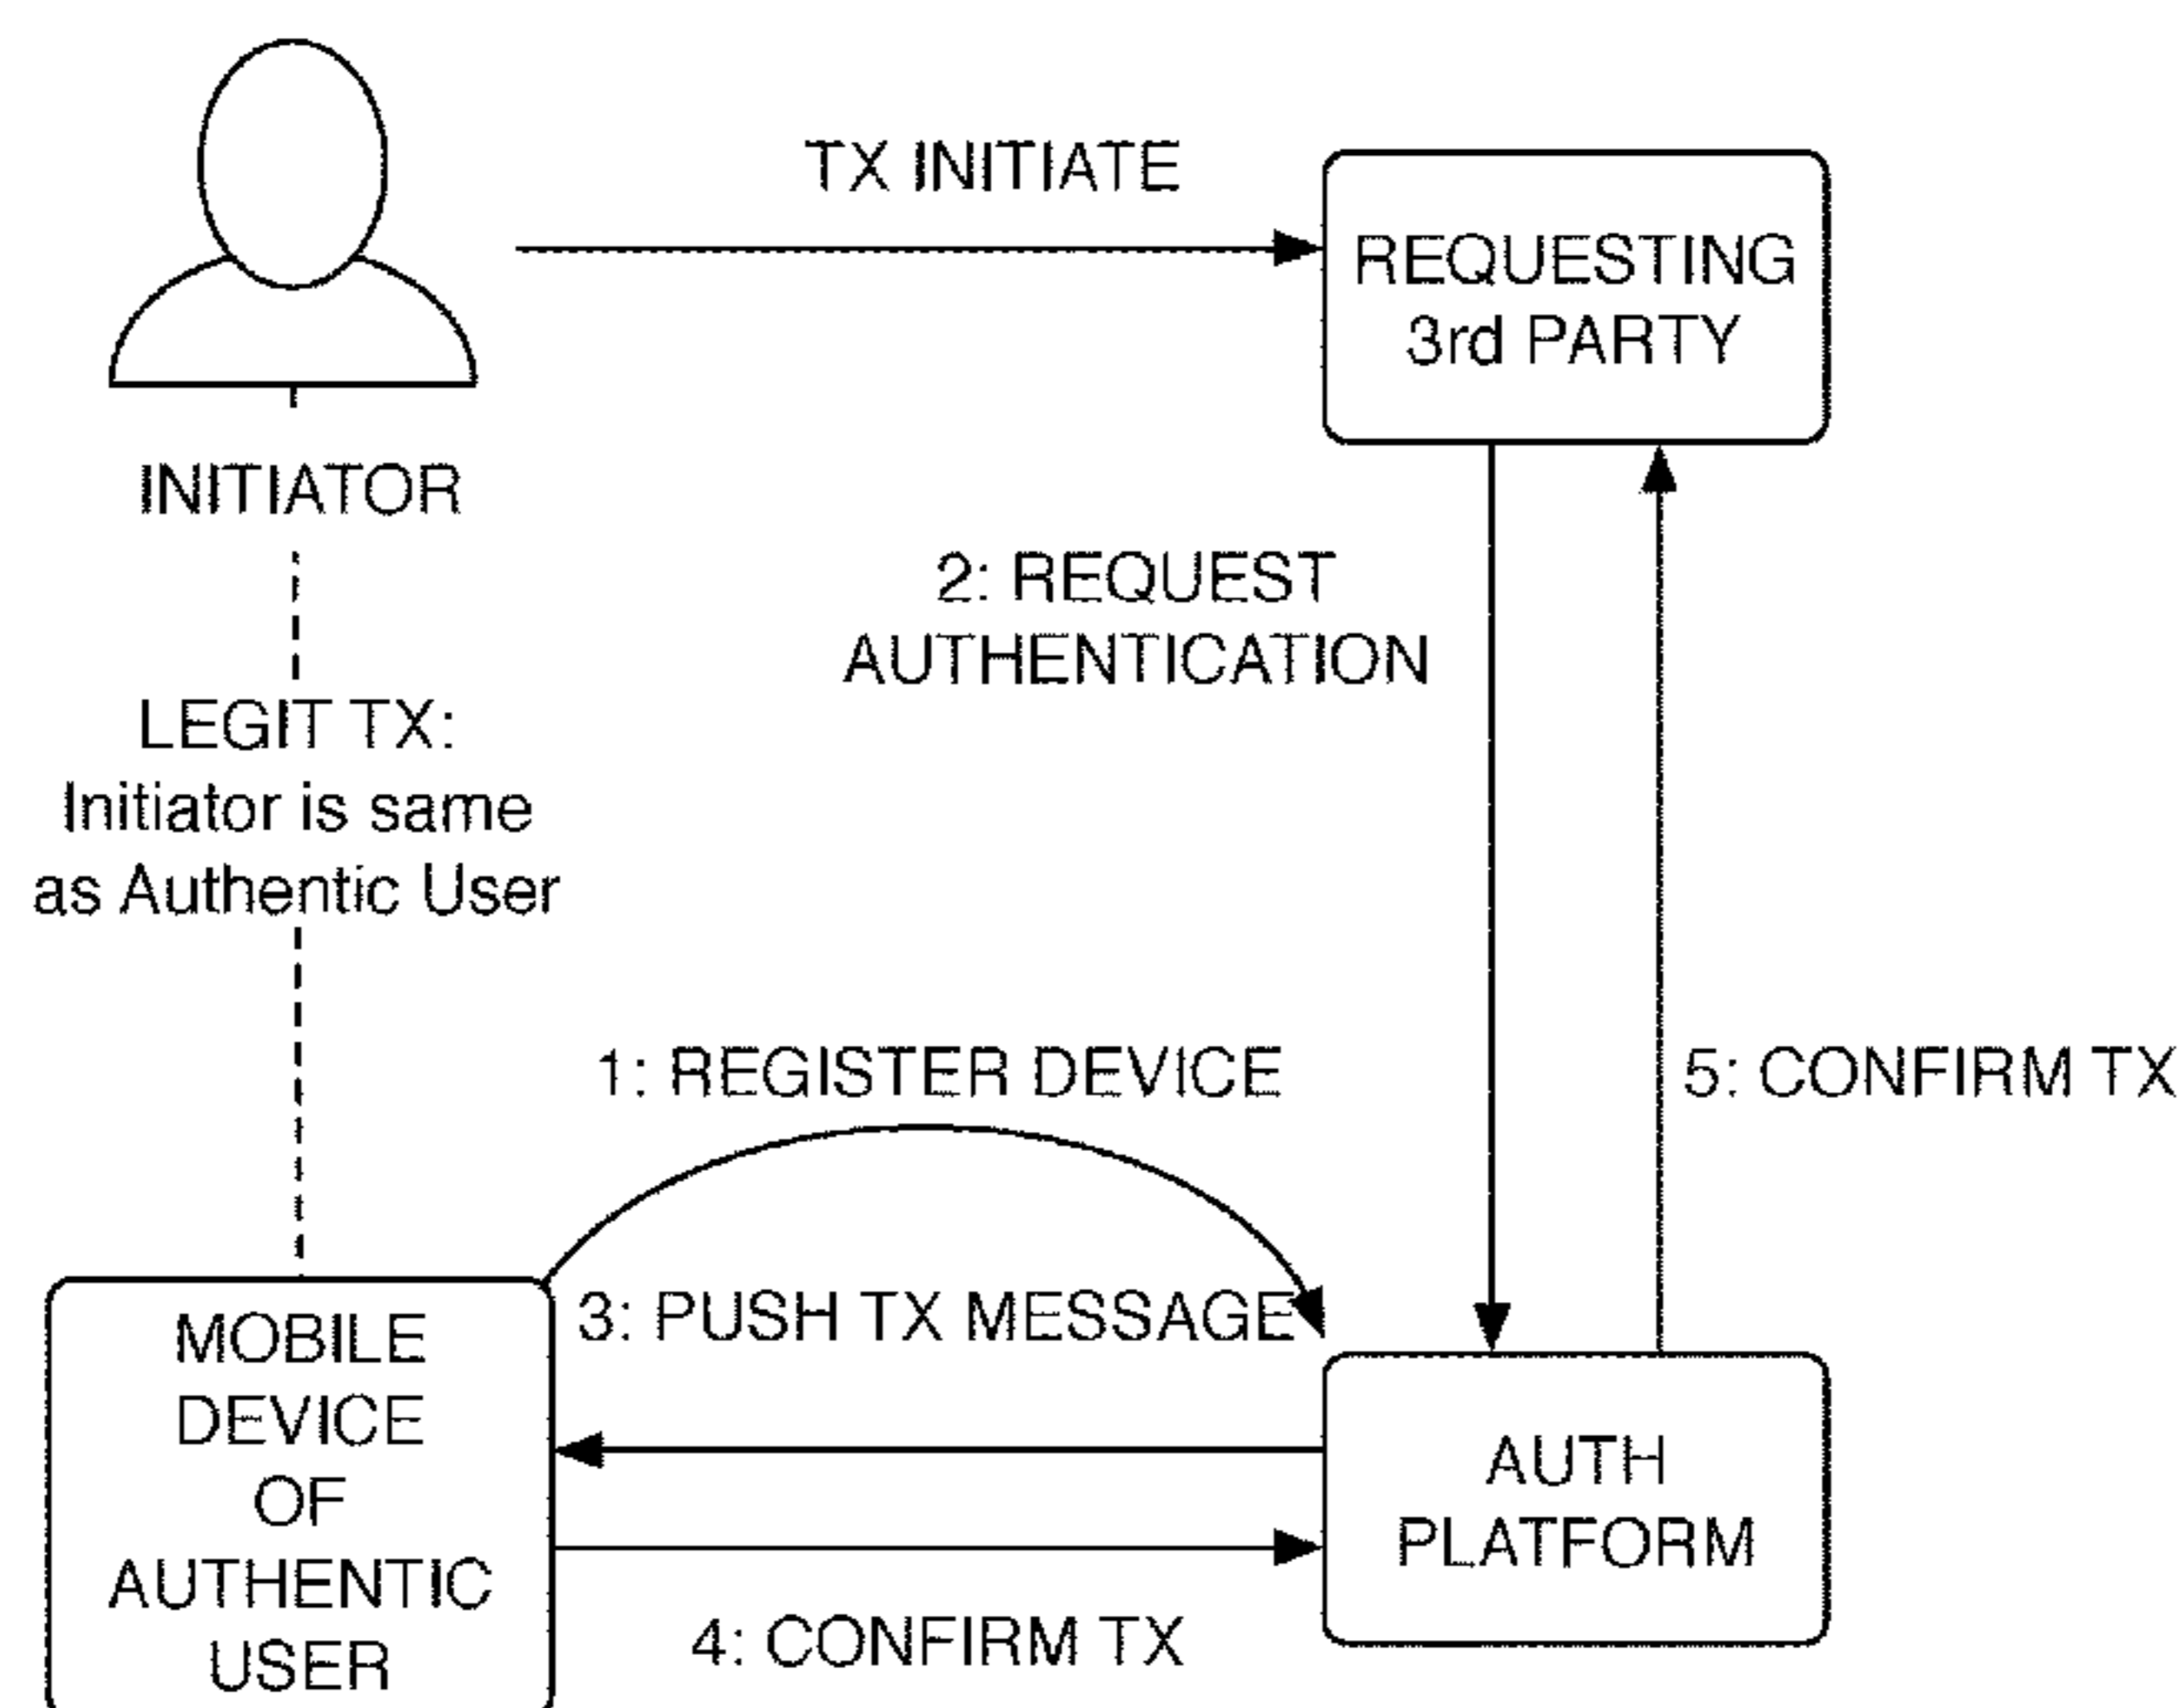 TX INITIATE
REQUESTING
3rd PARTY
INITIATOR
2: REQUEST
AUTHENTICATION
LEGIT TX:
Initiator is same
as Authentic User
1: REGISTER DEVICE
5: CONFIRM TX
3: PUSH TX MESSAGE
MOBILE
DEVICE
OF
AUTHENTIC
USER
AUTH
PLATFORM
4: CONFIRM TX